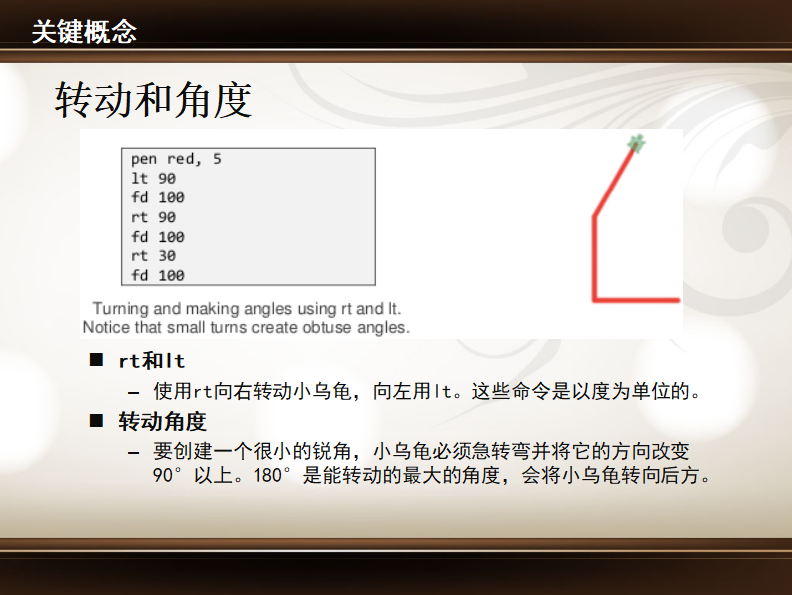 关键概念
转动和角度
pen red, 5
lt 90
fd 100
rt 90
fd 100
rt 30
fd 100
Turning and making angles using rt and lt.
Notice that small turns create obtuse angles.
■ rt和lt
– 使用rt向右转动小乌龟，向左用lt。这些命令是以度为单位的。
■ 转动角度
– 要创建一个很小的锐角，小乌龟必须急转弯并将它的方向改变
90°以上。180°是能转动的最大的角度，会将小乌龟转向后方。